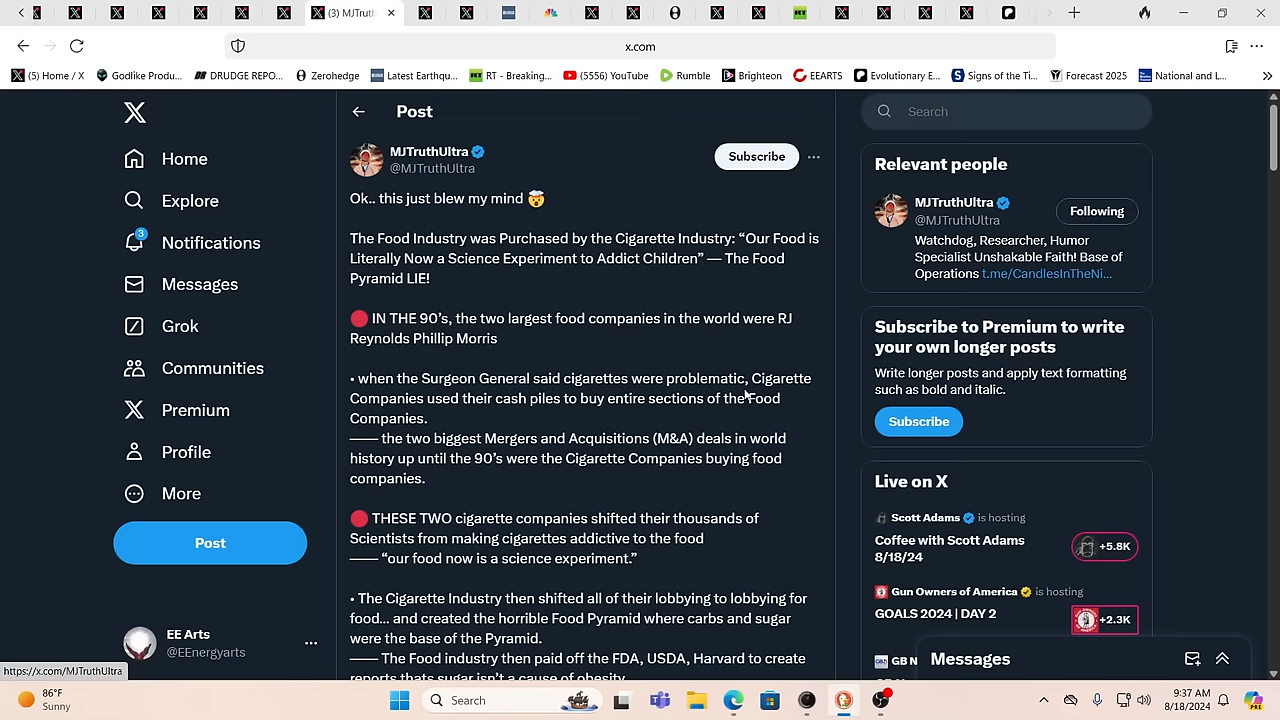 (3) MJTruth
x.com
(5) Home / X
Godlike Produ...
DRUDGE REPO...
Zerohedge
Latest Earthqu...
RT - Breaking...
(5556) YouTube
Rumble
Brighteon
EEARTS
Evolutionary E...
Signs of the Ti...
Forecast 2025
National and L...
Home
Explore
3
Notifications
Messages
Grok
Communities
Premium
Profile
More
Post
EE Arts
@EEnergyarts
https://x.com/MJTruthUltra
Post
MJTruthUltra
@MJTruthUltra
Subscribe
Ok.. this just blew my mind 🤯
The Food Industry was Purchased by the Cigarette Industry: “Our Food is
Literally Now a Science Experiment to Addict Children” — The Food
Pyramid LIE!
🔴 IN THE 90’s, the two largest food companies in the world were RJ
Reynolds Phillip Morris
• when the Surgeon General said cigarettes were problematic, Cigarette
Companies used their cash piles to buy entire sections of the Food
Companies.
—— the two biggest Mergers and Acquisitions (M&A) deals in world
history up until the 90’s were the Cigarette Companies buying food
companies.
🔴 THESE TWO cigarette companies shifted their thousands of
Scientists from making cigarettes addictive to the food
—— “our food now is a science experiment.”
• The Cigarette Industry then shifted all of their lobbying to lobbying for
food... and created the horrible Food Pyramid where carbs and sugar
were the base of the Pyramid.
—— The Food industry then paid off the FDA, USDA, Harvard to create
reports thats sugar isn’t a cause of obesity
Search
Relevant people
MJTruthUltra
@MJTruthUltra
Following
Watchdog, Researcher, Humor
Specialist Unshakable Faith! Base of
Operations t.me/CandlesInTheNi...
Subscribe to Premium to write
your own longer posts
Write longer posts and apply text formatting
such as bold and italic.
Subscribe
Live on X
Scott Adams is hosting
Coffee with Scott Adams
8/18/24
+5.8K
Gun Owners of America is hosting
GOALS 2024 | DAY 2
+2.3K
GB N
Messages
86°F
Sunny
Search
9:37 AM
8/18/2024